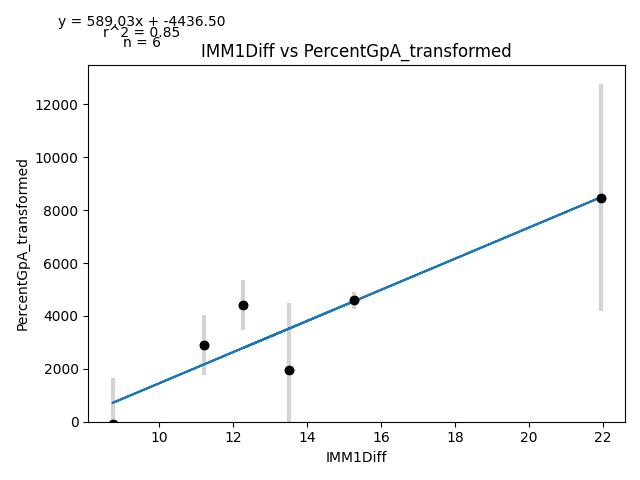 y = 589.03x + -4436.50
r^2 = 0.85
n = 6
IMM1Diff vs PercentGpA_transformed
PercentGpA_transformed
12000
10000
8000
6000
4000
2000
0
10 12 14 16 18 20 22
IMM1Diff